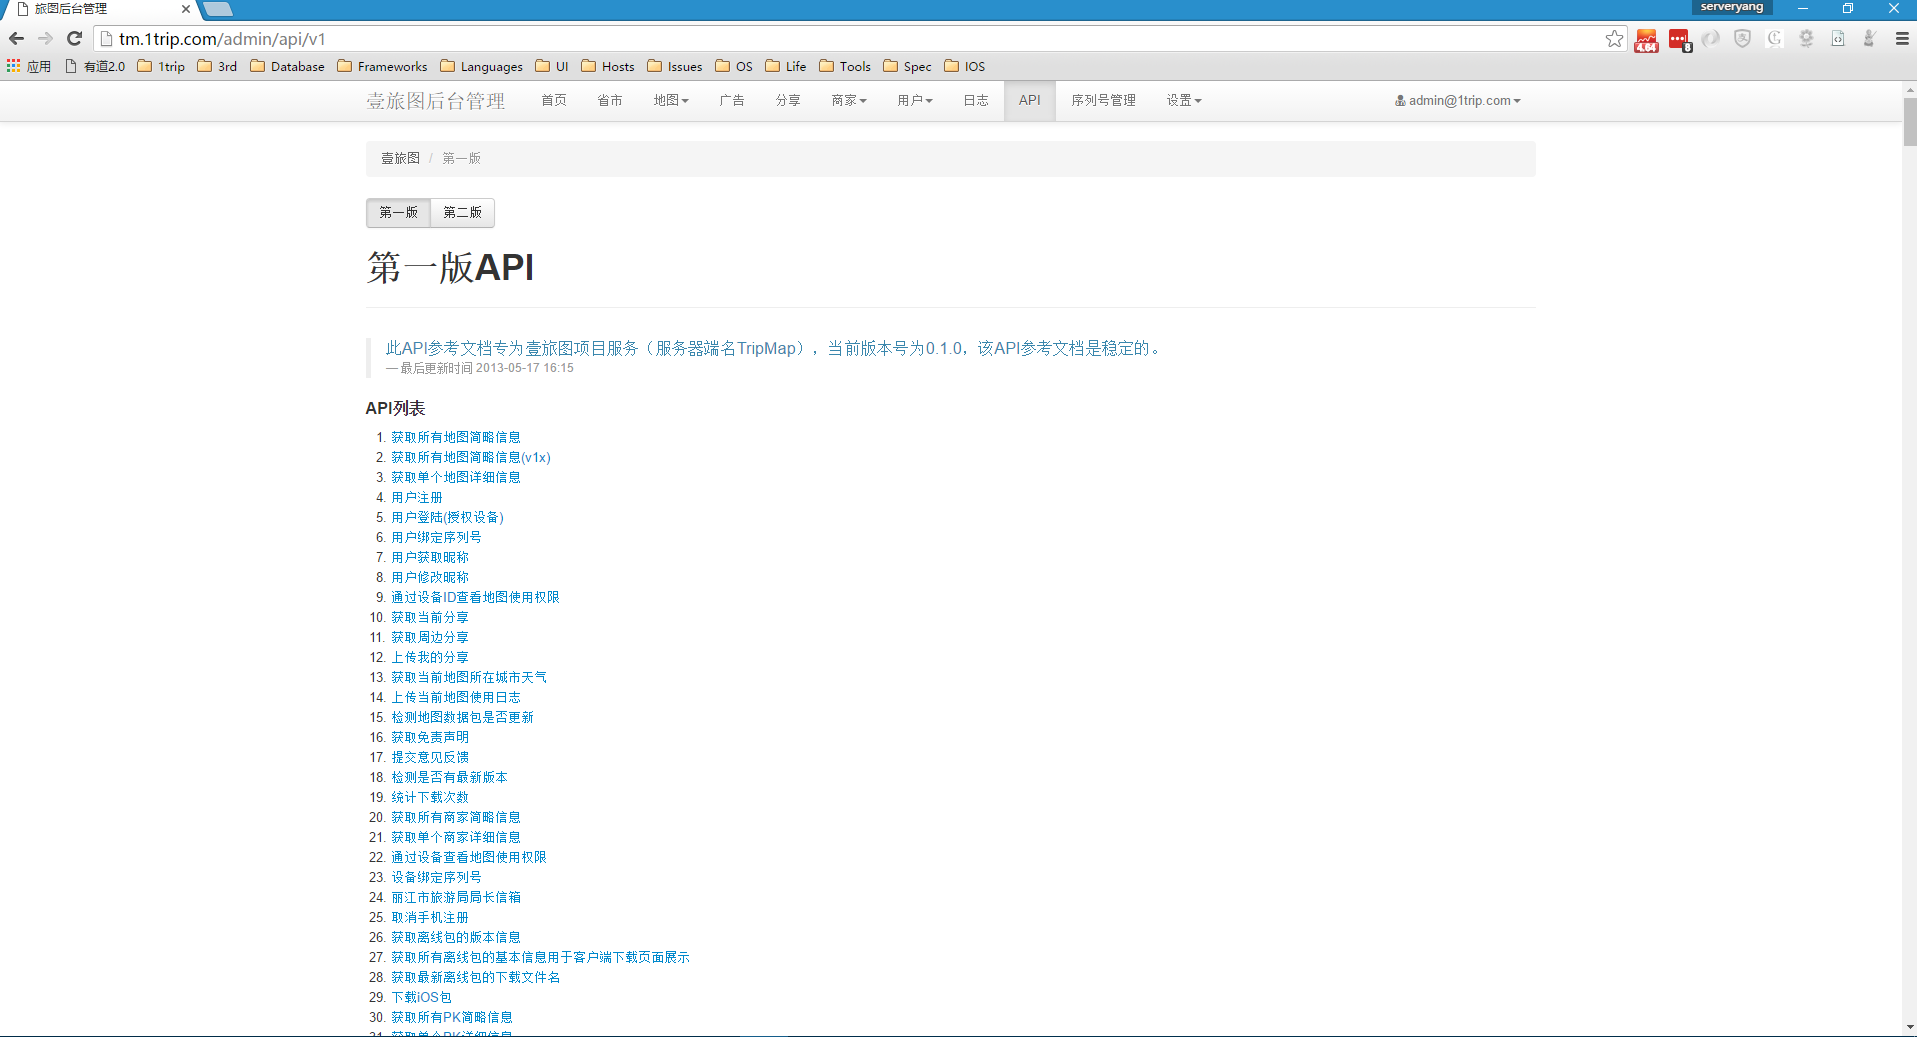 旅图后台管理
serveryang
tm.1trip.com/admin/api/v1
4.64
8
应用 有道2.0 1trip 3rd Database Frameworks Languages UI Hosts Issues OS Life Tools Spec IOS
壹旅图后台管理 首页 省市 地图 广告 分享 商家 用户 日志 API 序列号管理 设置 admin@1trip.com
壹旅图 / 第一版
第一版 第二版
第一版API
此API参考文档专为壹旅图项目服务（服务器端名TripMap），当前版本号为0.1.0，该API参考文档是稳定的。
— 最后更新时间 2013-05-17 16:15
API列表
1. 获取所有地图简略信息
2. 获取所有地图简略信息(v1x)
3. 获取单个地图详细信息
4. 用户注册
5. 用户登陆(授权设备)
6. 用户绑定序列号
7. 用户获取昵称
8. 用户修改昵称
9. 通过设备ID查看地图使用权限
10. 获取当前分享
11. 获取周边分享
12. 上传我的分享
13. 获取当前地图所在城市天气
14. 上传当前地图使用日志
15. 检测地图数据包是否更新
16. 获取免责声明
17. 提交意见反馈
18. 检测是否有最新版本
19. 统计下载次数
20. 获取所有商家简略信息
21. 获取单个商家详细信息
22. 通过设备查看地图使用权限
23. 设备绑定序列号
24. 丽江市旅游局局长信箱
25. 取消手机注册
26. 获取离线包的版本信息
27. 获取所有离线包的基本信息用于客户端下载页面展示
28. 获取最新离线包的下载文件名
29. 下载iOS包
30. 获取所有PK简略信息
31. 获取单个PK详细信息